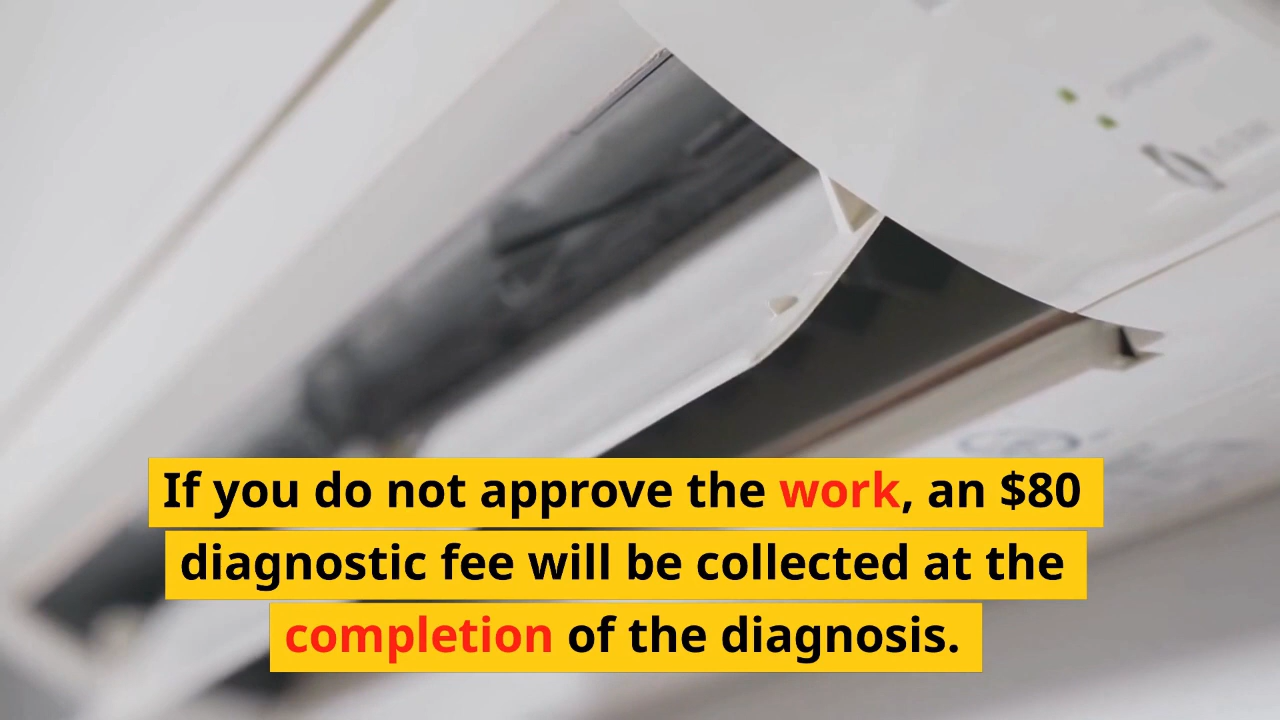 If you do not approve the work, an $80
diagnostic fee will be collected at the
completion of the diagnosis.